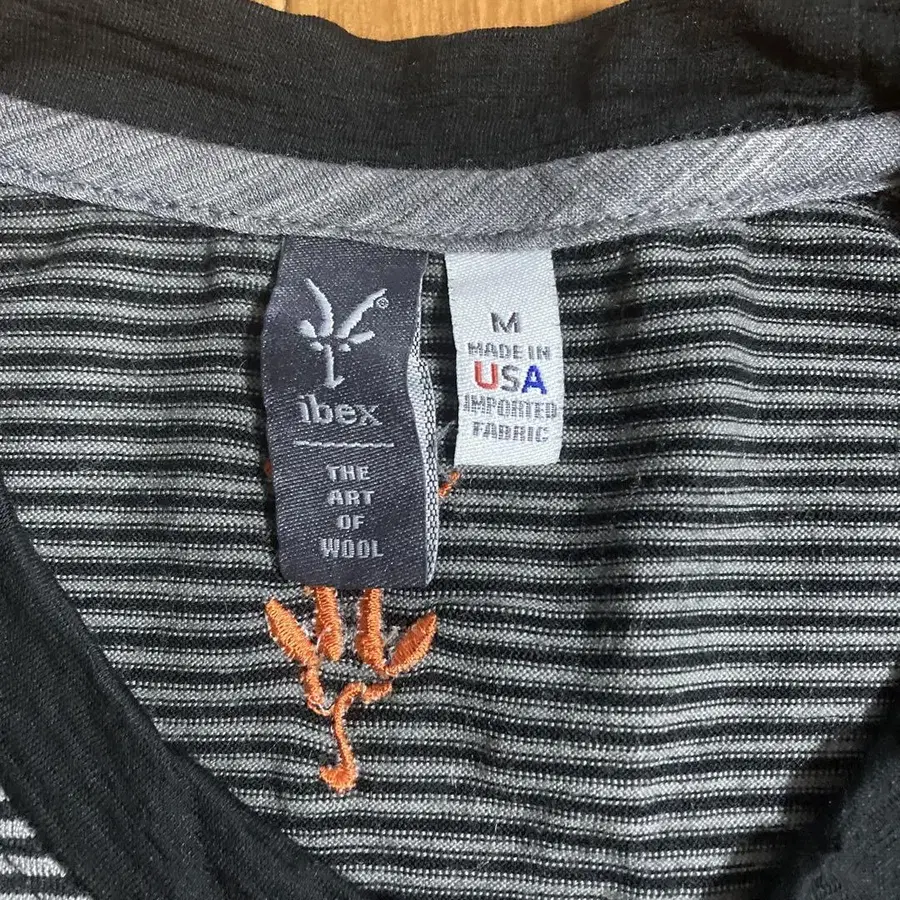 ®
ibex
THE
ART
OF
WOOL
M
MADE IN
USA
IMPORTED
FABRIC